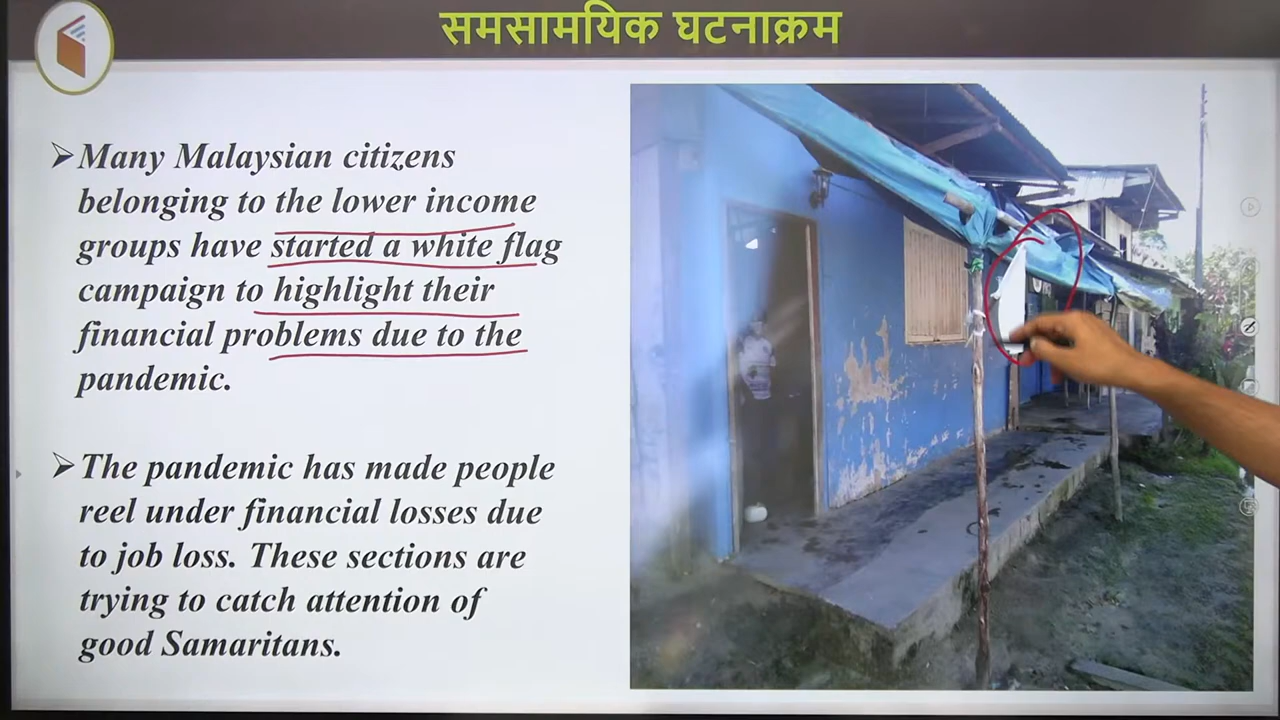 समसामयिक घटनाक्रम
➢Many Malaysian citizens
belonging to the lower income
groups have started a white flag
campaign to highlight their
financial problems due to the
pandemic.
➢The pandemic has made people
reel under financial losses due
to job loss. These sections are
trying to catch attention of
good Samaritans.